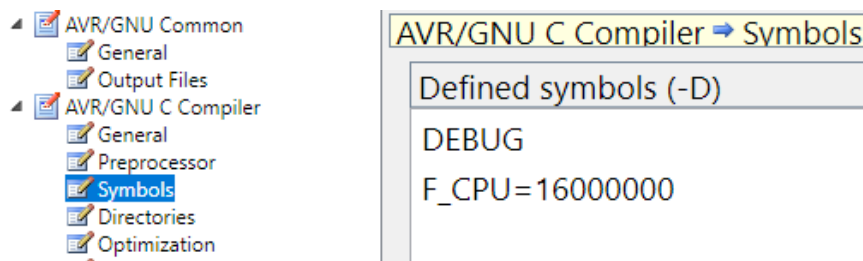 AVR/GNU Common
General
Output Files
AVR/GNU C Compiler
General
Preprocessor
Symbols
Directories
Optimization
AVR/GNU C Compiler ➡ Symbols
Defined symbols (-D)
DEBUG
F_CPU=16000000